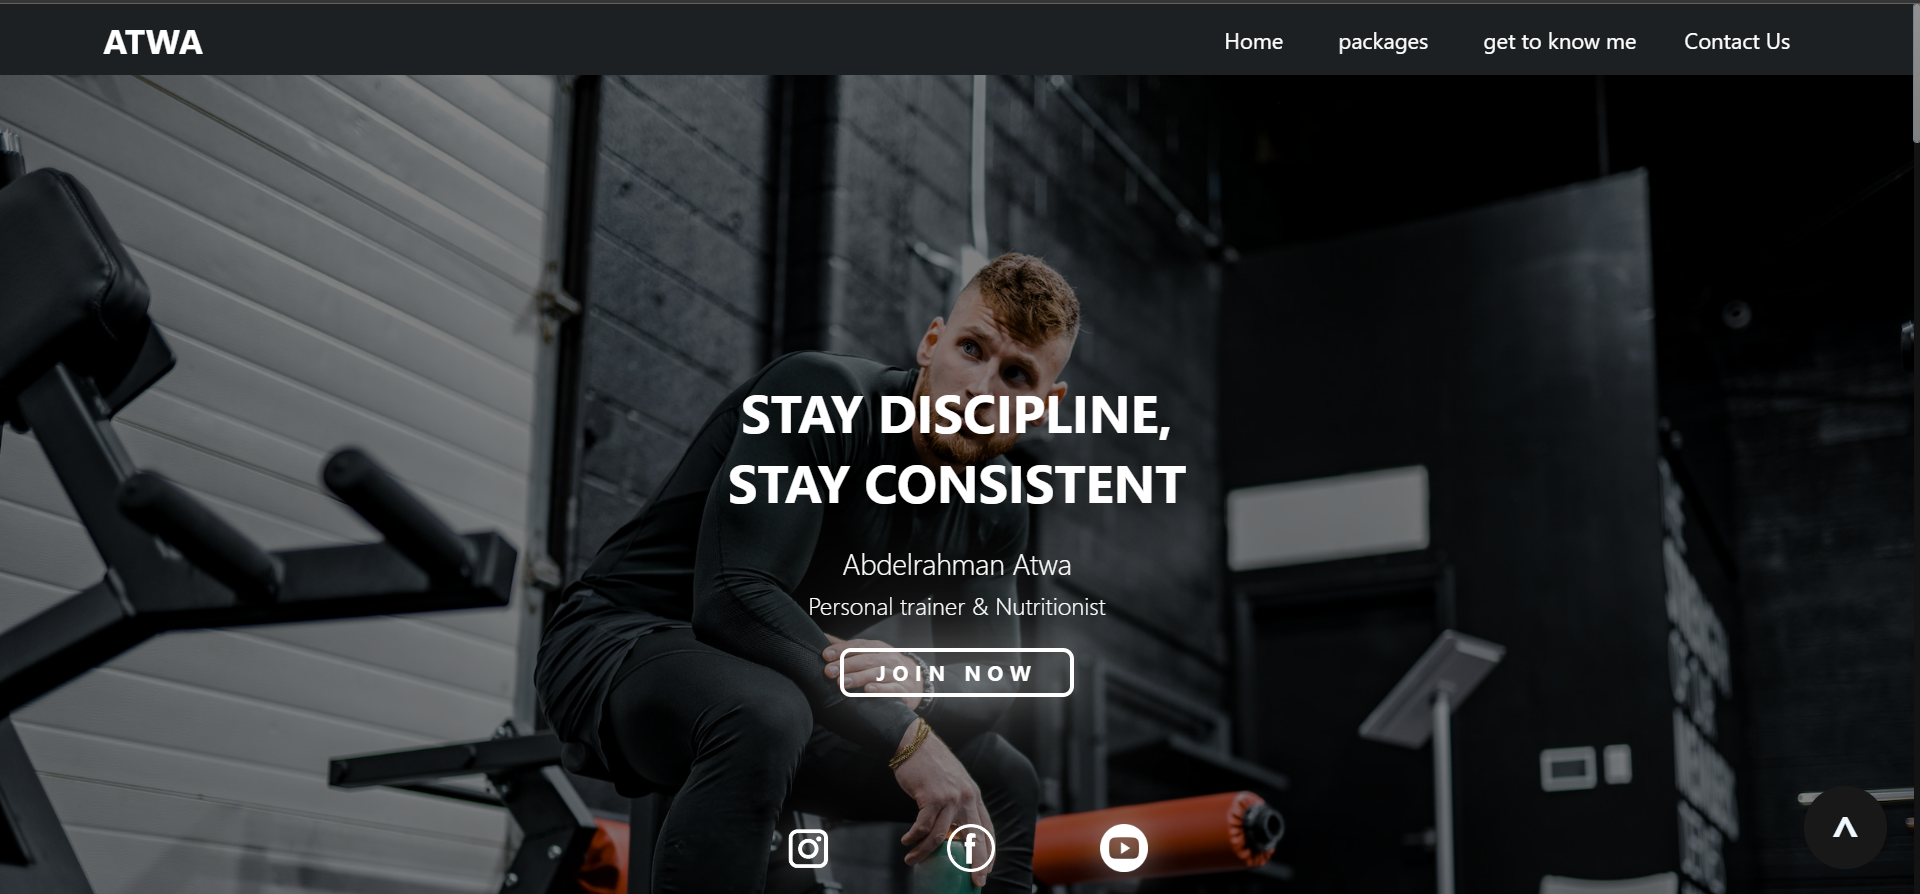 ATWA
Home packages get to know me Contact Us
STAY DISCIPLINE,
STAY CONSISTENT
Abdelrahman Atwa
Personal trainer & Nutritionist
JOIN NOW